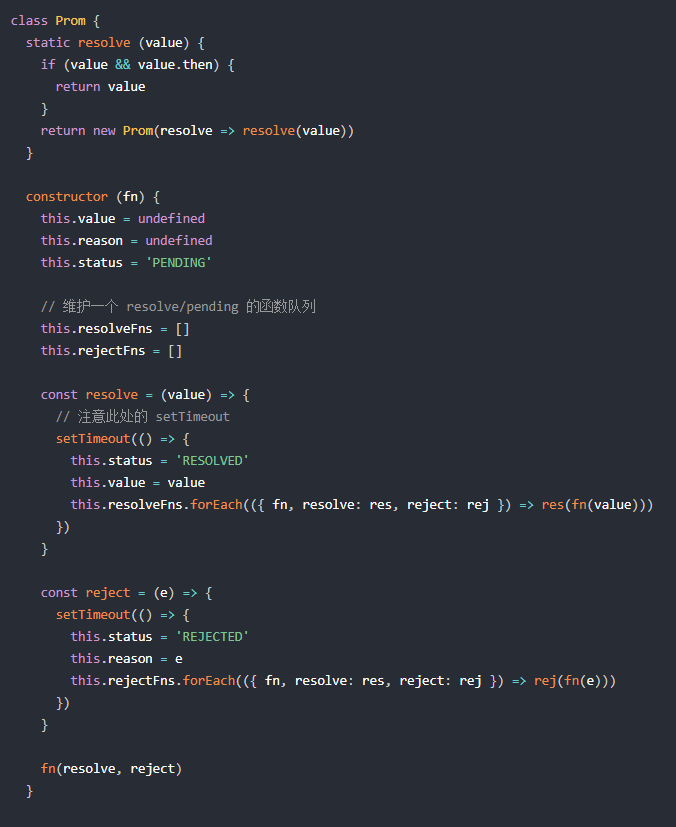 class Prom {
  static resolve (value) {
    if (value && value.then) {
      return value
    }
    return new Prom(resolve => resolve(value))
  }

  constructor (fn) {
    this.value = undefined
    this.reason = undefined
    this.status = 'PENDING'

    // 维护一个 resolve/pending 的函数队列
    this.resolveFns = []
    this.rejectFns = []

    const resolve = (value) => {
      // 注意此处的 setTimeout
      setTimeout(() => {
        this.status = 'RESOLVED'
        this.value = value
        this.resolveFns.forEach(({ fn, resolve: res, reject: rej }) => res(fn(value)))
      })
    }

    const reject = (e) => {
      setTimeout(() => {
        this.status = 'REJECTED'
        this.reason = e
        this.rejectFns.forEach(({ fn, resolve: res, reject: rej }) => rej(fn(e)))
      })
    }

    fn(resolve, reject)
  }